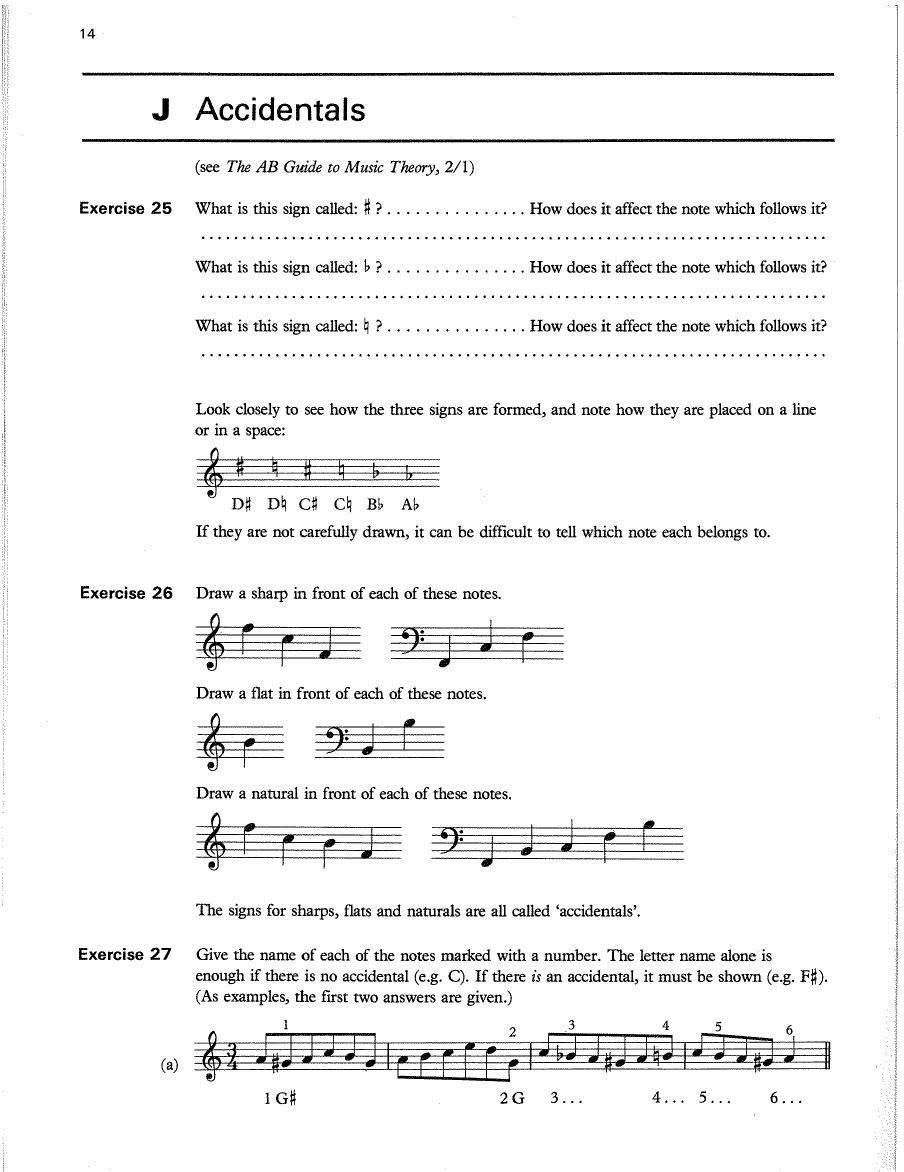 14
J Accidentals
(see The AB Guide to Music Theory, 2/1)
Exercise 25 What is this sign called: ♯ ? . . . . . . . . . . . . . . . How does it affect the note which follows it?
. . . . . . . . . . . . . . . . . . . . . . . . . . . . . . . . . . . . . . . . . . . . . . . . . . . . . . . . . . . . . . . . . . . . . . . . . . . .
What is this sign called: ♭ ? . . . . . . . . . . . . . . . How does it affect the note which follows it?
. . . . . . . . . . . . . . . . . . . . . . . . . . . . . . . . . . . . . . . . . . . . . . . . . . . . . . . . . . . . . . . . . . . . . . . . . . . .
What is this sign called: ♮ ? . . . . . . . . . . . . . . . How does it affect the note which follows it?
. . . . . . . . . . . . . . . . . . . . . . . . . . . . . . . . . . . . . . . . . . . . . . . . . . . . . . . . . . . . . . . . . . . . . . . . . . . .
Look closely to see how the three signs are formed, and note how they are placed on a line
or in a space:
D♯ D♮ C♯ C♮ B♭ A♭
If they are not carefully drawn, it can be difficult to tell which note each belongs to.
Exercise 26 Draw a sharp in front of each of these notes.
Draw a flat in front of each of these notes.
Draw a natural in front of each of these notes.
The signs for sharps, flats and naturals are all called ‘accidentals’.
Exercise 27 Give the name of each of the notes marked with a number. The letter name alone is
enough if there is no accidental (e.g. C). If there is an accidental, it must be shown (e.g. F♯).
(As examples, the first two answers are given.)
1 2 3 4 5 6
(a) 3 4
1 G♯ 2 G 3 . . . 4 . . . 5 . . . 6 . . .